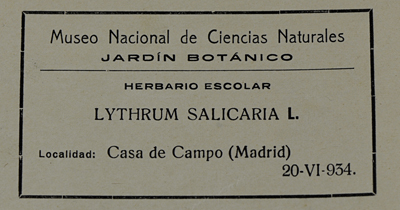 Museo Nacional de Ciencias Naturales
JARDÍN BOTÁNICO
HERBARIO ESCOLAR
LYTHRUM SALICARIA L.
Localidad: Casa de Campo (Madrid)
20-VI-934.